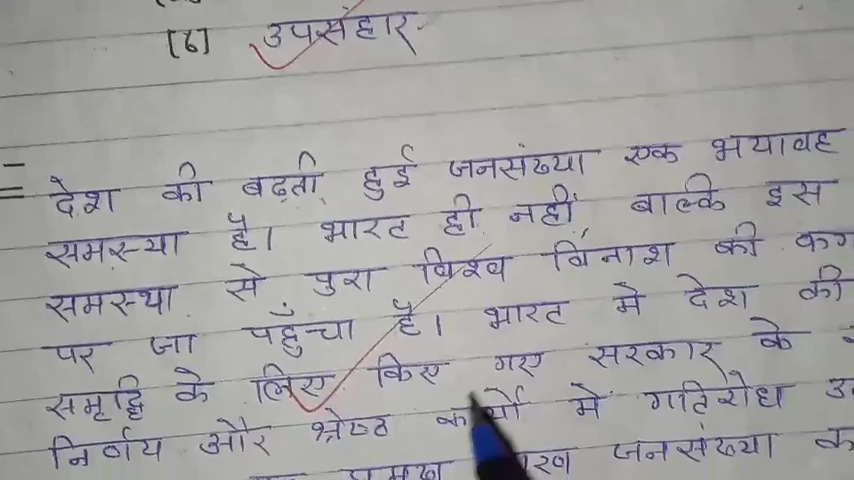 [८] उपसंहार.
देश की बढ़ती हुई जनसंख्या एक भयावह
समस्या है। भारत ही नहीं बल्कि इस
समस्या से पुरा विश्व विनाश की
पर जा पहुँचा है। भारत मे देश की
समृद्धि के लिए किए गए सरकार के
निर्णय और श्रेष्ठ कार्यो मे गतिरोध
जनसंख्या